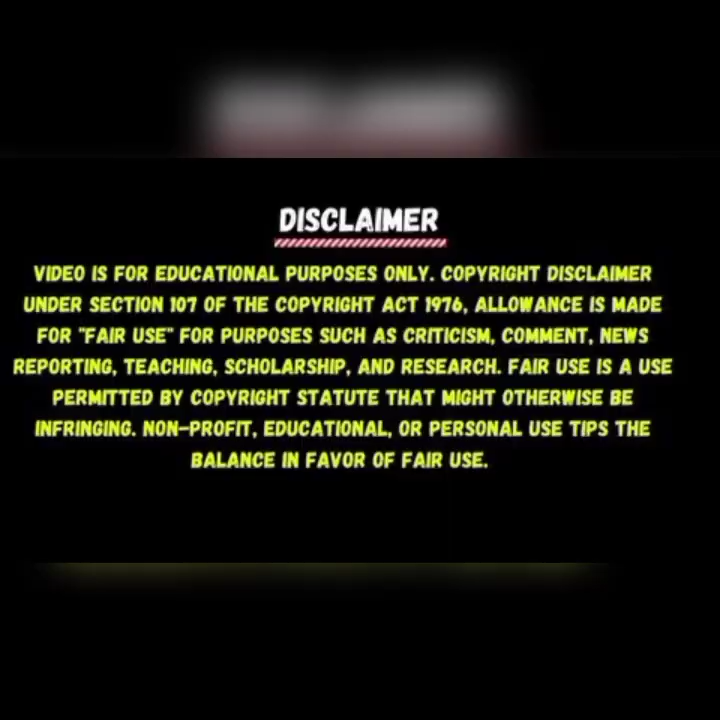 DISCLAIMER
VIDEO IS FOR EDUCATIONAL PURPOSES ONLY. COPYRIGHT DISCLAIMER
UNDER SECTION 107 OF THE COPYRIGHT ACT 1976, ALLOWANCE IS MADE
FOR "FAIR USE" FOR PURPOSES SUCH AS CRITICISM, COMMENT, NEWS
REPORTING, TEACHING, SCHOLARSHIP, AND RESEARCH. FAIR USE IS A USE
PERMITTED BY COPYRIGHT STATUTE THAT MIGHT OTHERWISE BE
INFRINGING. NON-PROFIT, EDUCATIONAL, OR PERSONAL USE TIPS THE
BALANCE IN FAVOR OF FAIR USE.